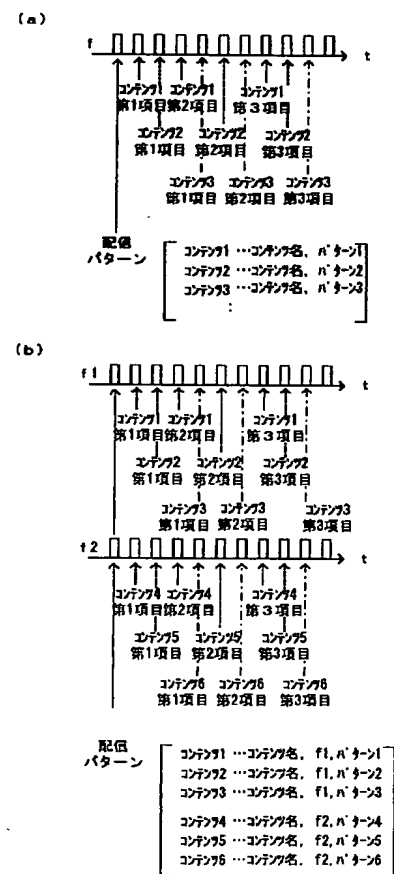 (a)
f
t
コンテンツ1 コンテンツ1 コンテンツ1
第1項目 第2項目 第3項目
コンテンツ2 コンテンツ2 コンテンツ2
第1項目 第2項目 第3項目
コンテンツ3 コンテンツ3 コンテンツ3
第1項目 第2項目 第3項目
配信
パターン
コンテンツ1 …コンテンツ名, パターン1
コンテンツ2 …コンテンツ名, パターン2
コンテンツ3 …コンテンツ名, パターン3
:
(b)
f1
t
コンテンツ1 コンテンツ1 コンテンツ1
第1項目 第2項目 第3項目
コンテンツ2 コンテンツ2 コンテンツ2
第1項目 第2項目 第3項目
コンテンツ3 コンテンツ3 コンテンツ3
第1項目 第2項目 第3項目
f2
t
コンテンツ4 コンテンツ4 コンテンツ4
第1項目 第2項目 第3項目
コンテンツ5 コンテンツ5 コンテンツ5
第1項目 第2項目 第3項目
コンテンツ6 コンテンツ6 コンテンツ6
第1項目 第2項目 第3項目
配信
パターン
コンテンツ1 …コンテンツ名, f1,パターン1
コンテンツ2 …コンテンツ名, f1,パターン2
コンテンツ3 …コンテンツ名, f1,パターン3
コンテンツ4 …コンテンツ名, f2,パターン4
コンテンツ5 …コンテンツ名, f2,パターン5
コンテンツ6 …コンテンツ名, f2,パターン6